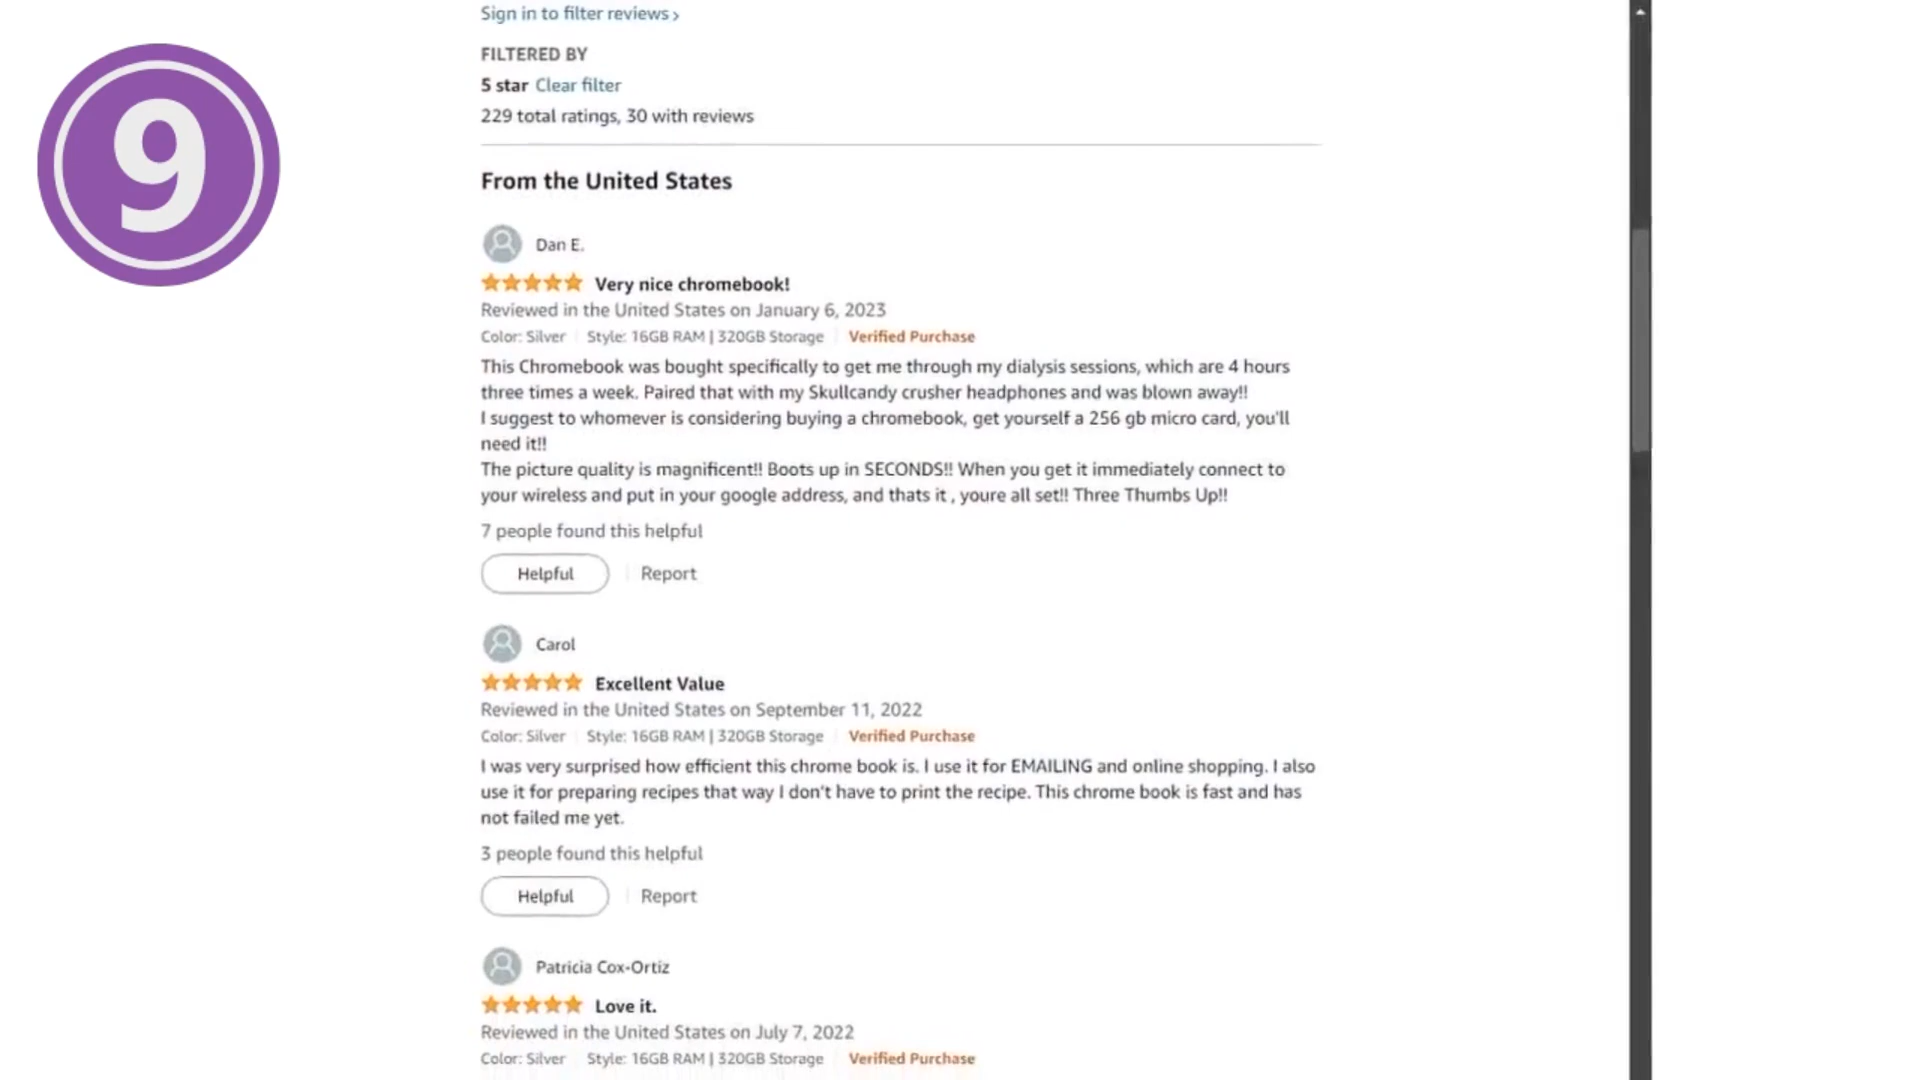 9
Sign in to filter reviews ›
FILTERED BY
5 star Clear filter
229 total ratings, 30 with reviews
From the United States
Dan E.
Very nice chromebook!
Reviewed in the United States on January 6, 2023
Color: Silver | Style: 16GB RAM | 320GB Storage | Verified Purchase
This Chromebook was bought specifically to get me through my dialysis sessions, which are 4 hours
three times a week. Paired that with my Skullcandy crusher headphones and was blown away!!
I suggest to whomever is considering buying a chromebook, get yourself a 256 gb micro card, you'll
need it!!
The picture quality is magnificent!! Boots up in SECONDS!! When you get it immediately connect to
your wireless and put in your google address, and thats it , youre all set!! Three Thumbs Up!!
7 people found this helpful
Helpful | Report
Carol
Excellent Value
Reviewed in the United States on September 11, 2022
Color: Silver | Style: 16GB RAM | 320GB Storage | Verified Purchase
I was very surprised how efficient this chrome book is. I use it for EMAILING and online shopping. I also
use it for preparing recipes that way I don't have to print the recipe. This chrome book is fast and has
not failed me yet.
3 people found this helpful
Helpful | Report
Patricia Cox-Ortiz
Love it.
Reviewed in the United States on July 7, 2022
Color: Silver | Style: 16GB RAM | 320GB Storage | Verified Purchase